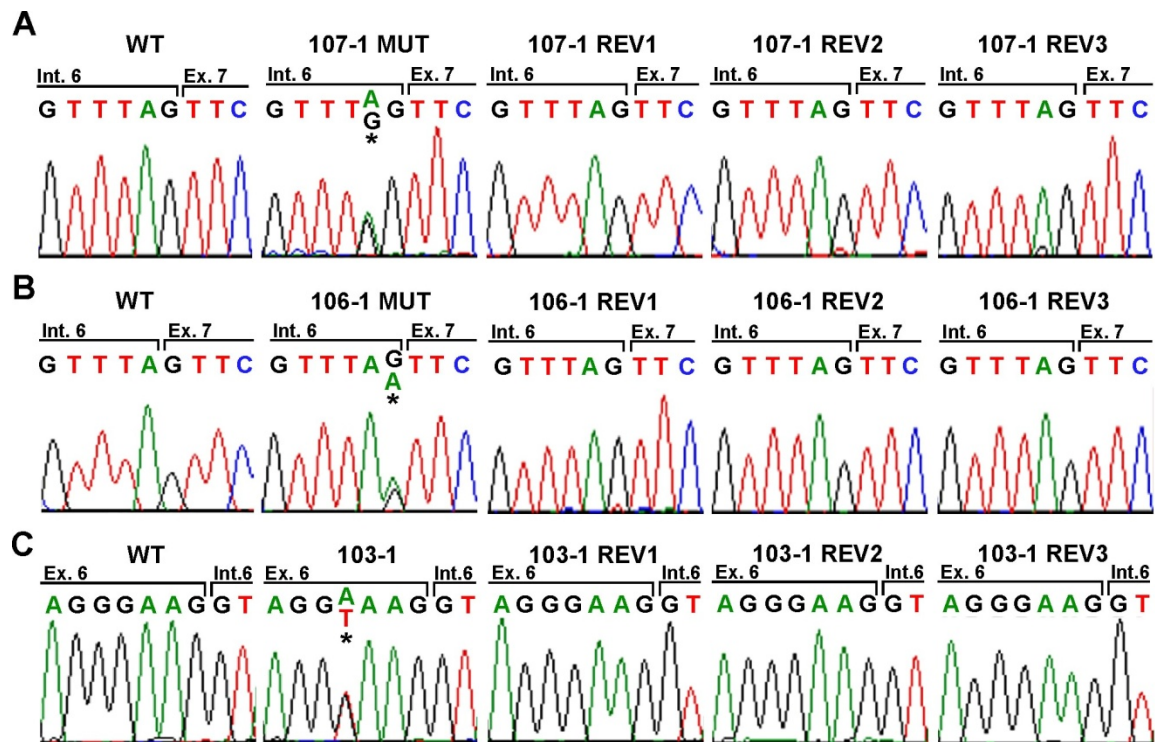 A
WT 107-1 MUT 107-1 REV1 107-1 REV2 107-1 REV3
Int. 6 Ex. 7 Int. 6 Ex. 7 Int. 6 Ex. 7 Int. 6 Ex. 7 Int. 6 Ex. 7
G T T T A G T T C G T T T A G T T C G T T T A G T T C G T T T A G T T C G T T T A G T T C
G
*
B
WT 106-1 MUT 106-1 REV1 106-1 REV2 106-1 REV3
Int. 6 Ex. 7 Int. 6 Ex. 7 Int. 6 Ex. 7 Int. 6 Ex. 7 Int. 6 Ex. 7
G T T T A G T T C G T T T A G T T C G T T T A G T T C G T T T A G T T C G T T T A G T T C
A
*
C
WT 103-1 103-1 REV1 103-1 REV2 103-1 REV3
Ex. 6 Int.6 Ex. 6 Int.6 Ex. 6 Int.6 Ex. 6 Int.6 Ex. 6 Int.6
A G G G A A G G T A G G A A A G G T A G G G A A G G T A G G G A A G G T A G G G A A G G T
T
*